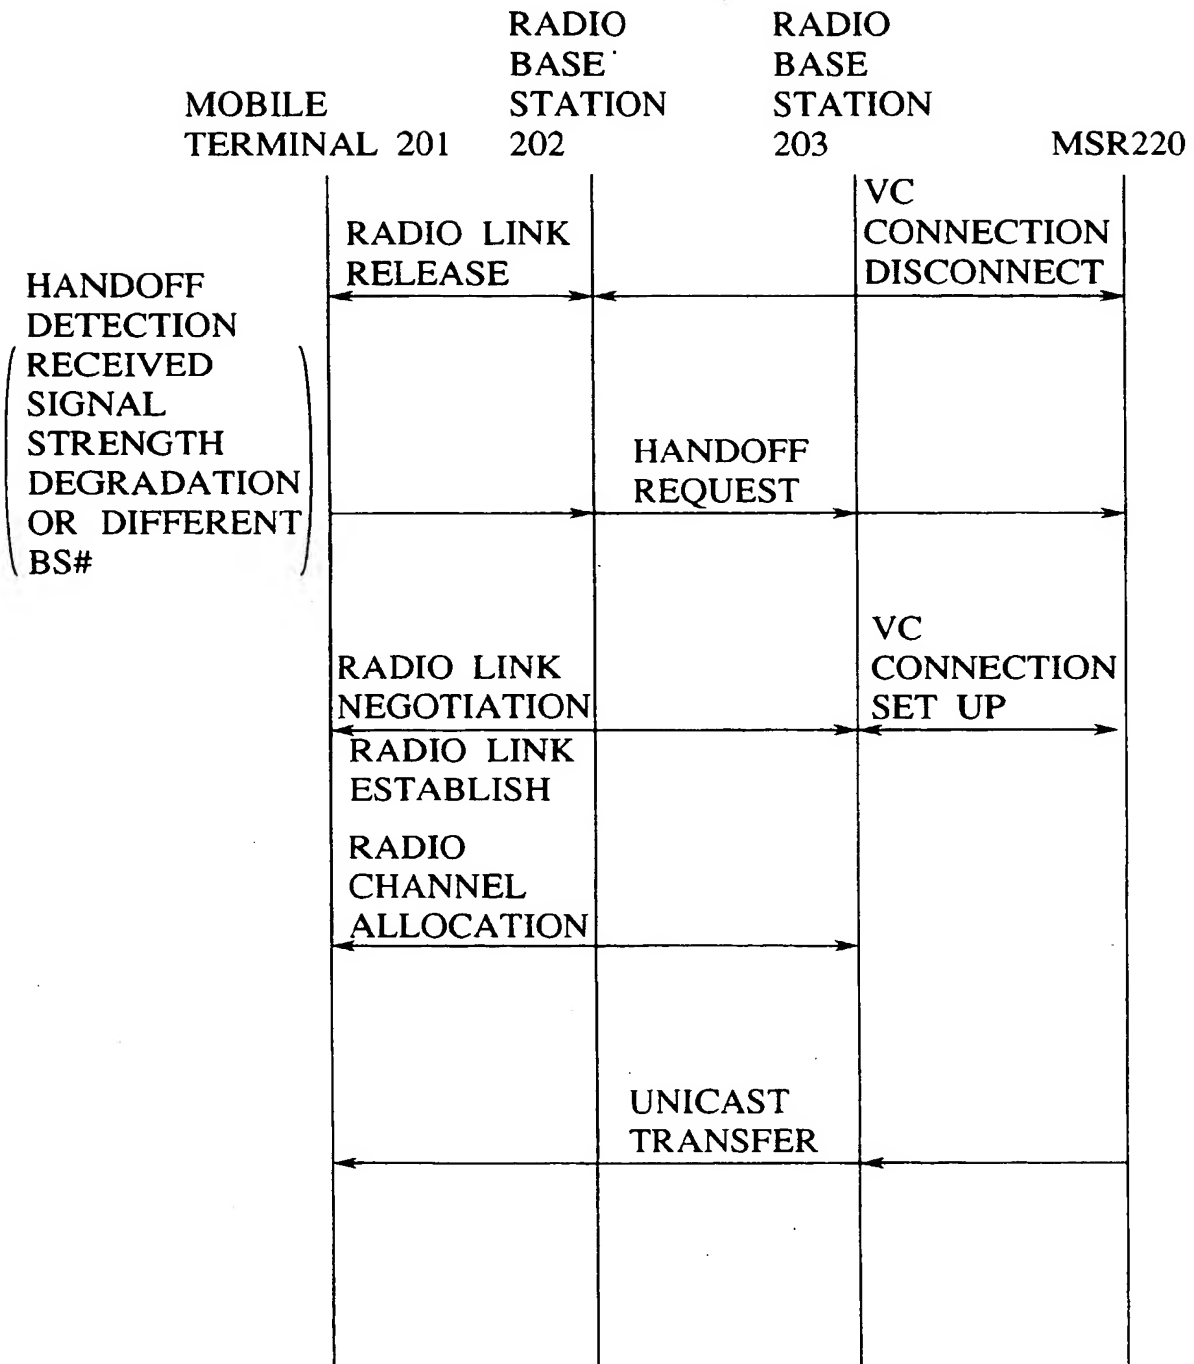 RADIO
BASE
STATION
202
RADIO
BASE
STATION
203
MOBILE
TERMINAL 201
MSR220
VC
CONNECTION
DISCONNECT
RADIO LINK
RELEASE
HANDOFF
DETECTION
RECEIVED
SIGNAL
STRENGTH
DEGRADATION
OR DIFFERENT
BS#
HANDOFF
REQUEST
VC
CONNECTION
SET UP
RADIO LINK
NEGOTIATION
RADIO LINK
ESTABLISH
RADIO
CHANNEL
ALLOCATION
UNICAST
TRANSFER